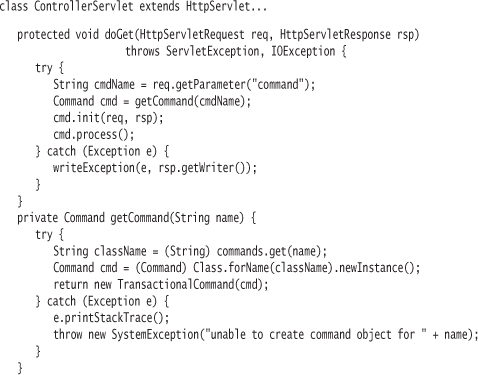 class ControllerServlet extends HttpServlet...
protected void doGet(HttpServletRequest req, HttpServletResponse rsp)
throws ServletException, IOException {
try {
String cmdName = req.getParameter("command");
Command cmd = getCommand(cmdName);
cmd.init(req, rsp);
cmd.process();
} catch (Exception e) {
writeException(e, rsp.getWriter());
}
}
private Command getCommand(String name) {
try {
String className = (String) commands.get(name);
Command cmd = (Command) Class.forName(className).newInstance();
return new TransactionalCommand(cmd);
} catch (Exception e) {
e.printStackTrace();
throw new SystemException("unable to create command object for " + name);
}
}